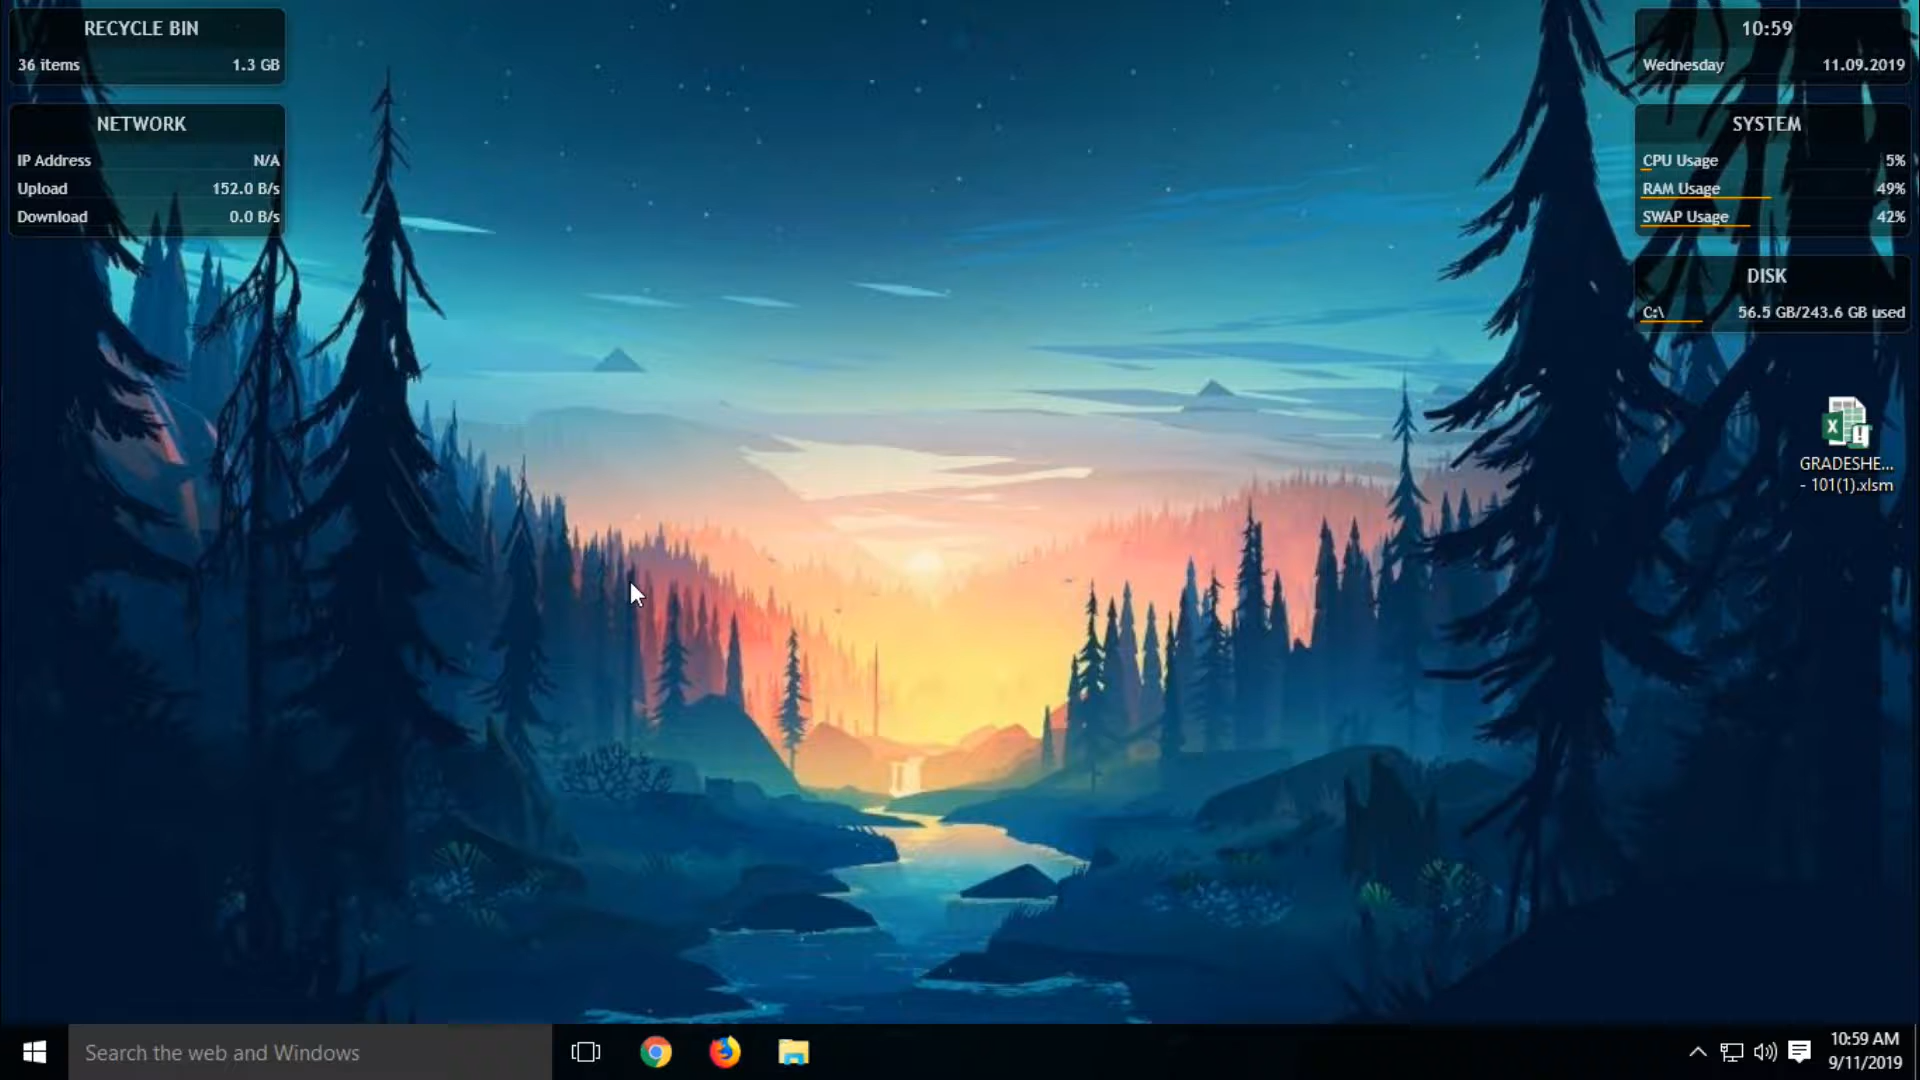 RECYCLE BIN
36 items 1.3 GB
NETWORK
IP Address N/A
Upload 152.0 B/s
Download 0.0 B/s
10:59
Wednesday 11.09.2019
SYSTEM
CPU Usage 5%
RAM Usage 49%
SWAP Usage 42%
DISK
C:\ 56.5 GB/243.6 GB used
GRADESHE...
- 101(1).xlsm
Search the web and Windows
10:59 AM
9/11/2019